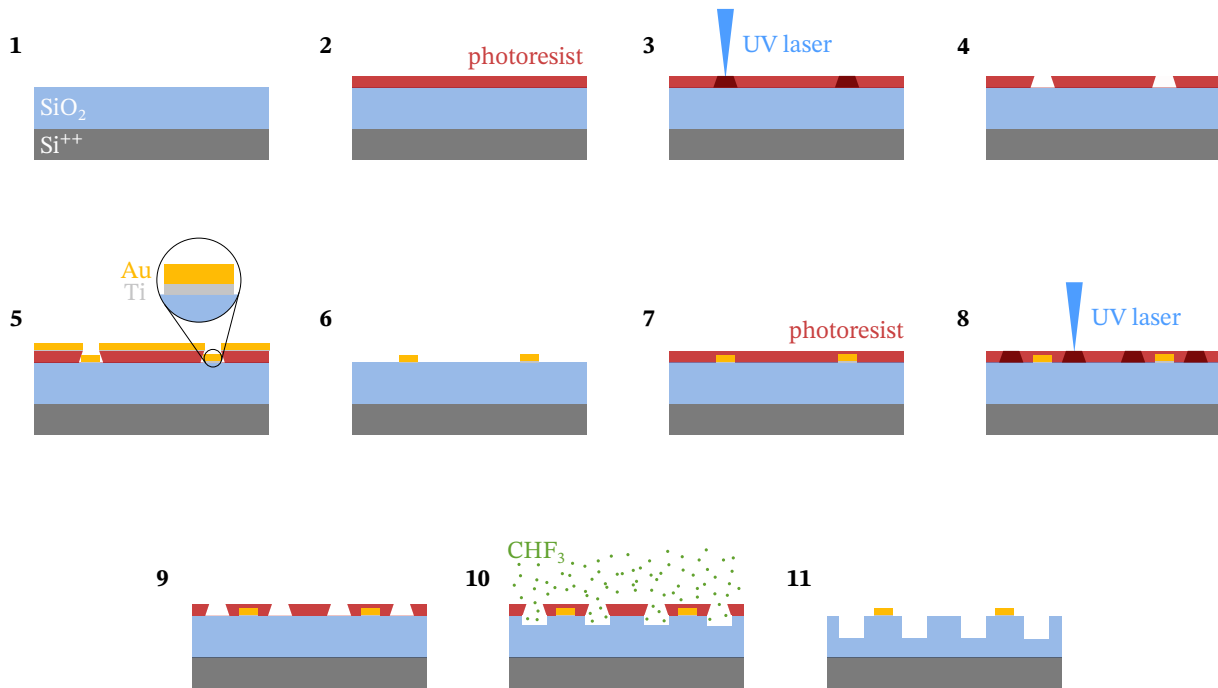 1
SiO₂
Si⁺⁺
2
photoresist
3
UV laser
4
5
Au
Ti
6
7
photoresist
8
UV laser
9
10
CHF₃
11